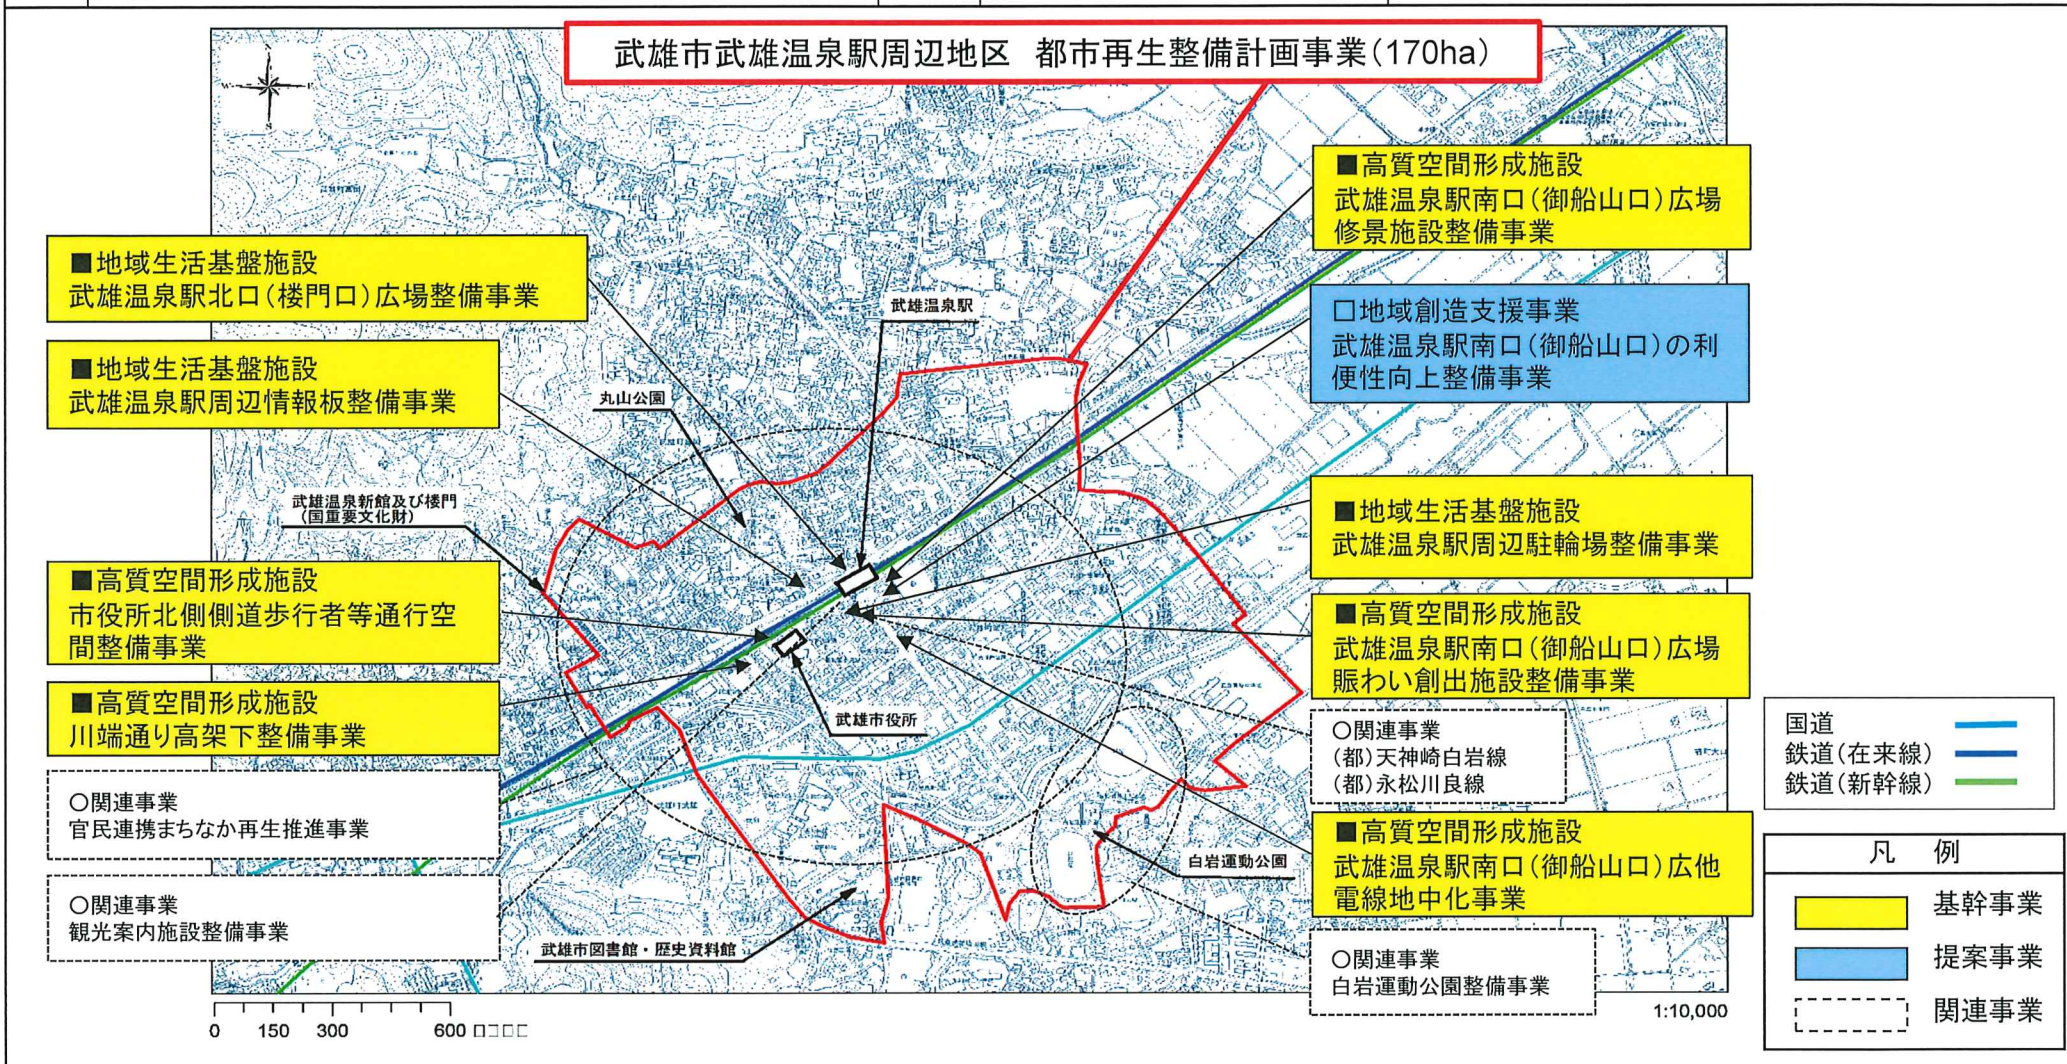 武雄市武雄温泉駅周辺地区 都市再生整備計画事業(170ha)
N
W
E
S
■地域生活基盤施設
武雄温泉駅北口(楼門口)広場整備事業
■地域生活基盤施設
武雄温泉駅周辺情報板整備事業
武雄温泉新館及び楼門
(国重要文化財)
■高質空間形成施設
市役所北側側道歩行者等通行空
間整備事業
■高質空間形成施設
川端通り高架下整備事業
○関連事業
官民連携まちなか再生推進事業
○関連事業
観光案内施設整備事業
丸山公園
武雄温泉駅
武雄市役所
武雄市図書館・歴史資料館
白岩運動公園
■高質空間形成施設
武雄温泉駅南口(御船山口)広場
修景施設整備事業
□地域創造支援事業
武雄温泉駅南口(御船山口)の利
便性向上整備事業
■地域生活基盤施設
武雄温泉駅周辺駐輪場整備事業
■高質空間形成施設
武雄温泉駅南口(御船山口)広場
賑わい創出施設整備事業
○関連事業
(都)天神崎白岩線
(都)永松川良線
■高質空間形成施設
武雄温泉駅南口(御船山口)広他
電線地中化事業
○関連事業
白岩運動公園整備事業
国道
鉄道(在来線)
鉄道(新幹線)
凡 例
基幹事業
提案事業
関連事業
0 150 300 600 □□□□
1:10,000